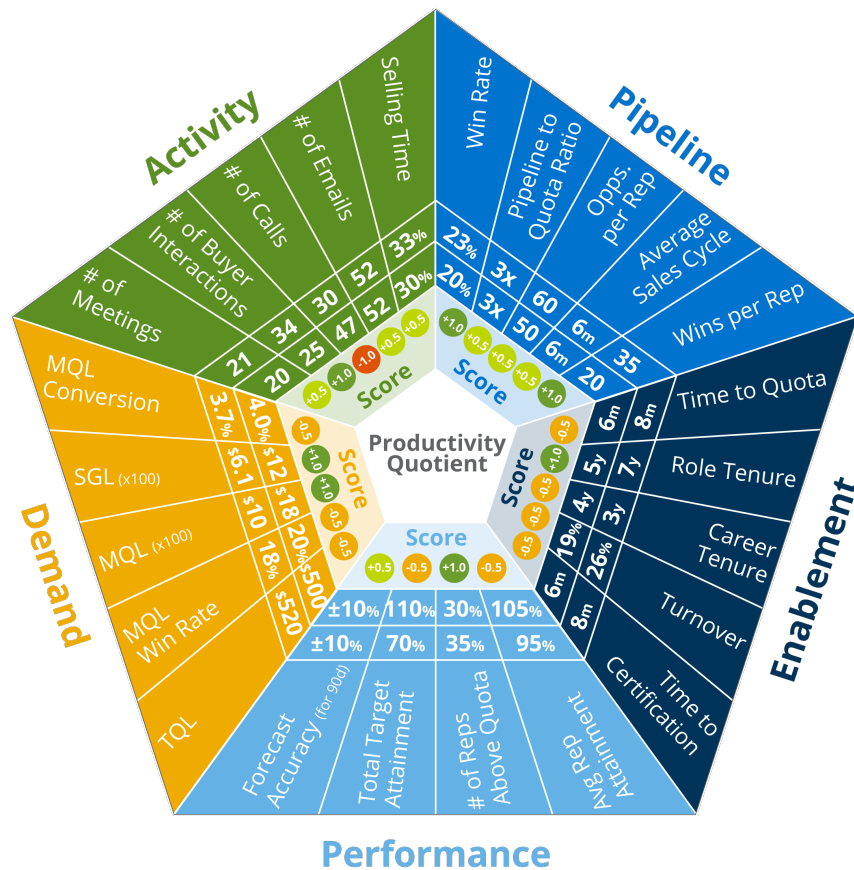 Activity
# of
Meetings
# of Buyer
Interactions
# of Calls
# of Emails
Selling Time
21
34
30
52
33%
20
25
47
52
30%
+0.5
+1.0
-1.0
+0.5
+0.5
Score
Pipeline
Win Rate
Pipeline to
Quota Ratio
Opps.
per Rep
Average
Sales Cycle
Wins per Rep
23%
3x
60
6m
35
20%
3x
50
6m
20
+1.0
+0.5
+0.5
+0.5
+1.0
Score
Enablement
Time to Quota
Role Tenure
Career
Tenure
Turnover
Time to
Certification
8m
7y
3y
26%
8m
6m
5y
4y
19%
6m
-0.5
+1.0
-0.5
-0.5
-0.5
Score
Performance
Forecast
Accuracy (for 90d)
Total Target
Attainment
# of Reps
Above Quota
Avg Rep
Attainment
±10%
70%
35%
95%
±10%
110%
30%
105%
+0.5
-0.5
+1.0
-0.5
Score
Demand
MQL
Conversion
SGL (x100)
MQL (x100)
MQL
Win Rate
TQL
3.7%
$6.1
$10
18%
$520
4.0%
$12
$18
20%
$500
-0.5
+1.0
+1.0
-0.5
-0.5
Score
Productivity
Quotient